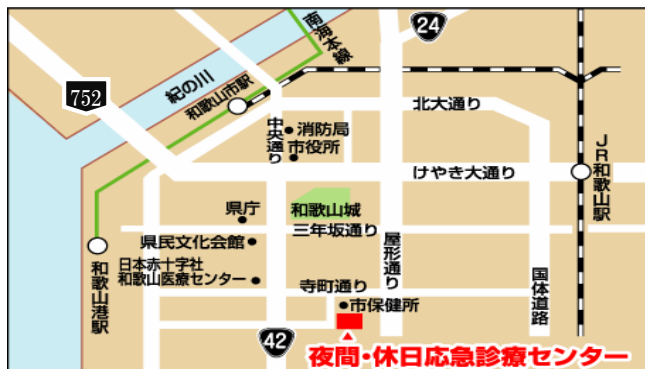 南海本線
24
紀の川
752
和歌山市駅
北大通り
中央通り
消防局
市役所
けやき大通り
JR和歌山駅
県庁
和歌山城
三年坂通り
県民文化会館
屋形通り
日本赤十字社
和歌山医療センター
和歌山港駅
寺町通り
国体道路
市保健所
42
夜間・休日応急診療センター